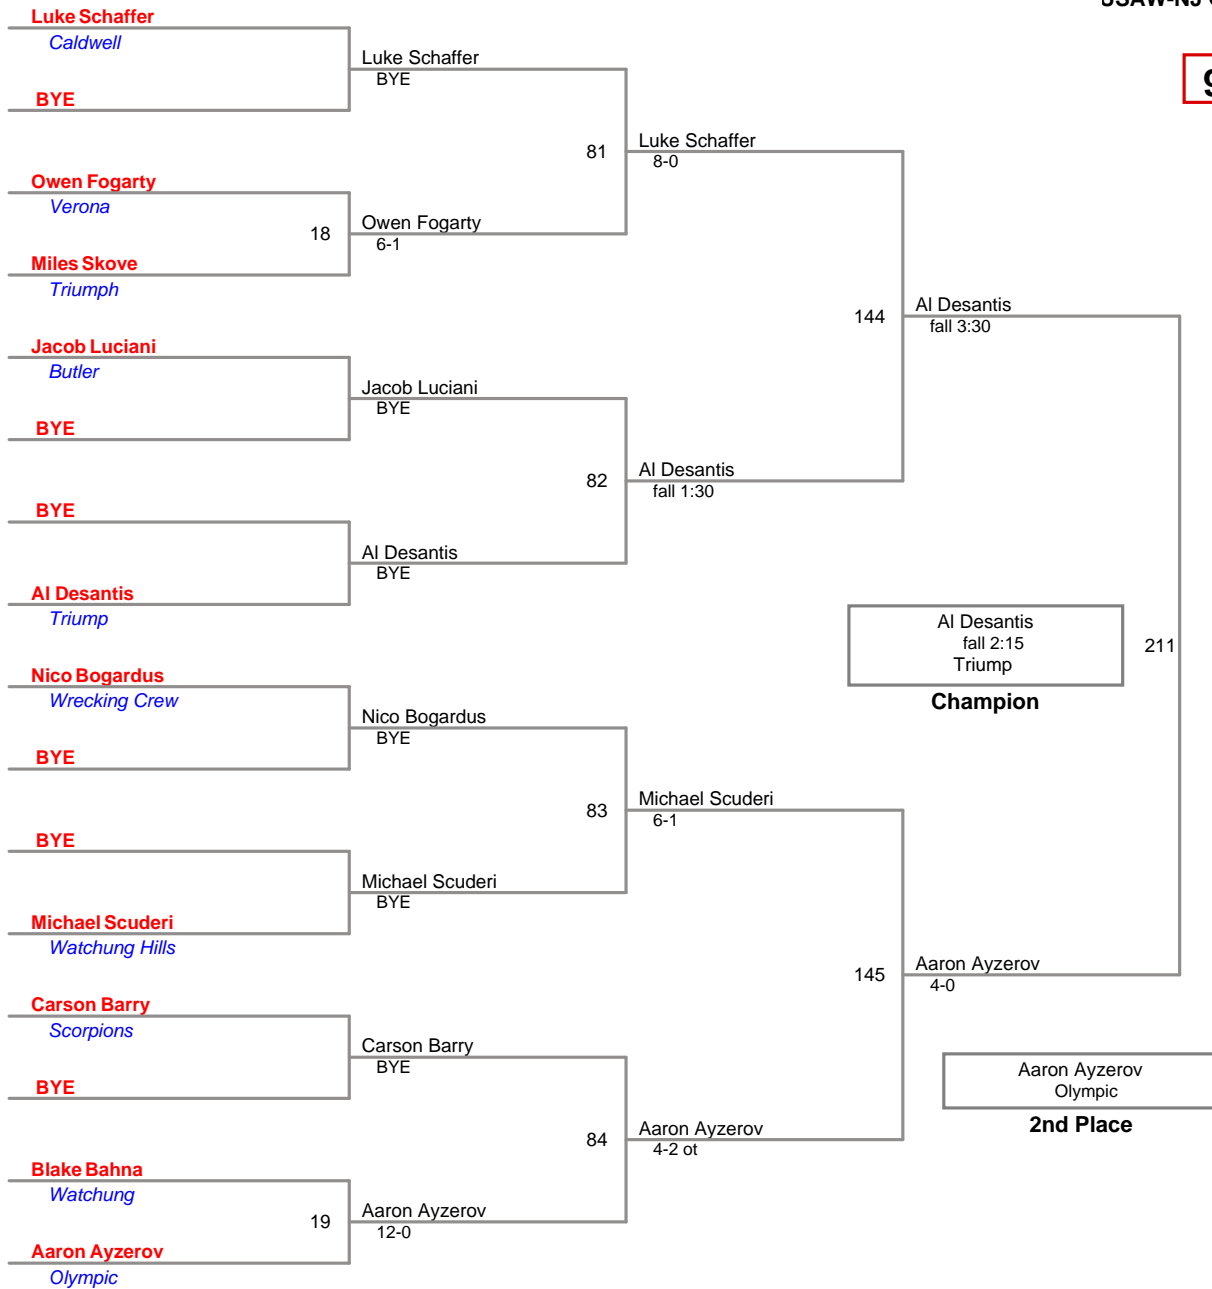 Luke Schaffer
Caldwell
BYE
Owen Fogarty
Verona
18
Miles Skove
Triumph
Jacob Luciani
Butler
BYE
BYE
Al Desantis
Triump
Nico Bogardus
Wrecking Crew
BYE
BYE
Michael Scuderi
Watchung Hills
Carson Barry
Scorpions
BYE
Blake Bahna
Watchung
19
Aaron Ayzerov
Olympic
Luke Schaffer
BYE
81
Owen Fogarty
6-1
Jacob Luciani
BYE
82
Al Desantis
BYE
Nico Bogardus
BYE
83
Michael Scuderi
BYE
Carson Barry
BYE
84
Aaron Ayzerov
12-0
Luke Schaffer
8-0
144
Al Desantis
fall 1:30
Michael Scuderi
6-1
145
Aaron Ayzerov
4-2 ot
Al Desantis
fall 3:30
211
Aaron Ayzerov
4-0
Al Desantis
fall 2:15
Triump
Champion
Aaron Ayzerov
Olympic
2nd Place
USAW-NJ